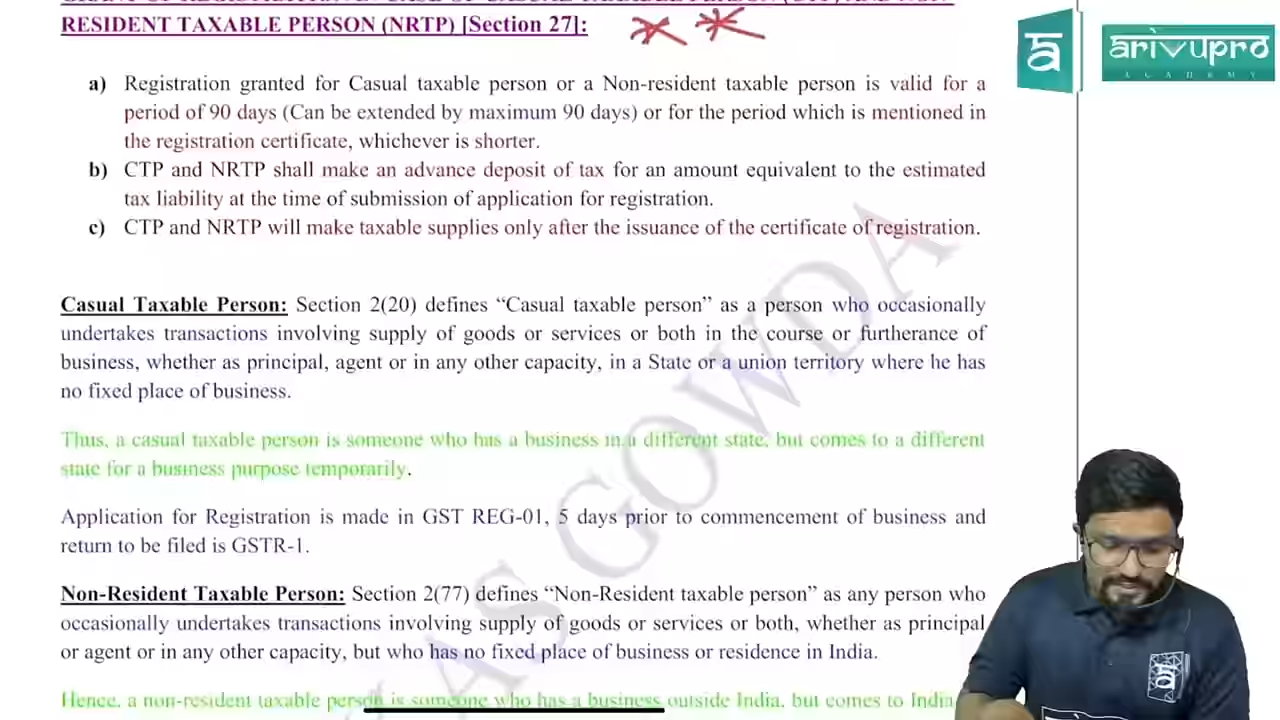 RESIDENT TAXABLE PERSON (NRTP) [Section 27]:
a) Registration granted for Casual taxable person or a Non-resident taxable person is valid for a
period of 90 days (Can be extended by maximum 90 days) or for the period which is mentioned in
the registration certificate, whichever is shorter.
b) CTP and NRTP shall make an advance deposit of tax for an amount equivalent to the estimated
tax liability at the time of submission of application for registration.
c) CTP and NRTP will make taxable supplies only after the issuance of the certificate of registration.
Casual Taxable Person: Section 2(20) defines “Casual taxable person” as a person who occasionally
undertakes transactions involving supply of goods or services or both in the course or furtherance of
business, whether as principal, agent or in any other capacity, in a State or a union territory where he has
no fixed place of business.
Thus, a casual taxable person is someone who has a business in a different state, but comes to a different
state for a business purpose temporarily.
Application for Registration is made in GST REG-01, 5 days prior to commencement of business and
return to be filed is GSTR-1.
Non-Resident Taxable Person: Section 2(77) defines “Non-Resident taxable person” as any person who
occasionally undertakes transactions involving supply of goods or services or both, whether as principal
or agent or in any other capacity, but who has no fixed place of business or residence in India.
Hence, a non-resident taxable person is someone who has a business outside India, but comes to India
AS GOWDA
arivupro
ACADEMY